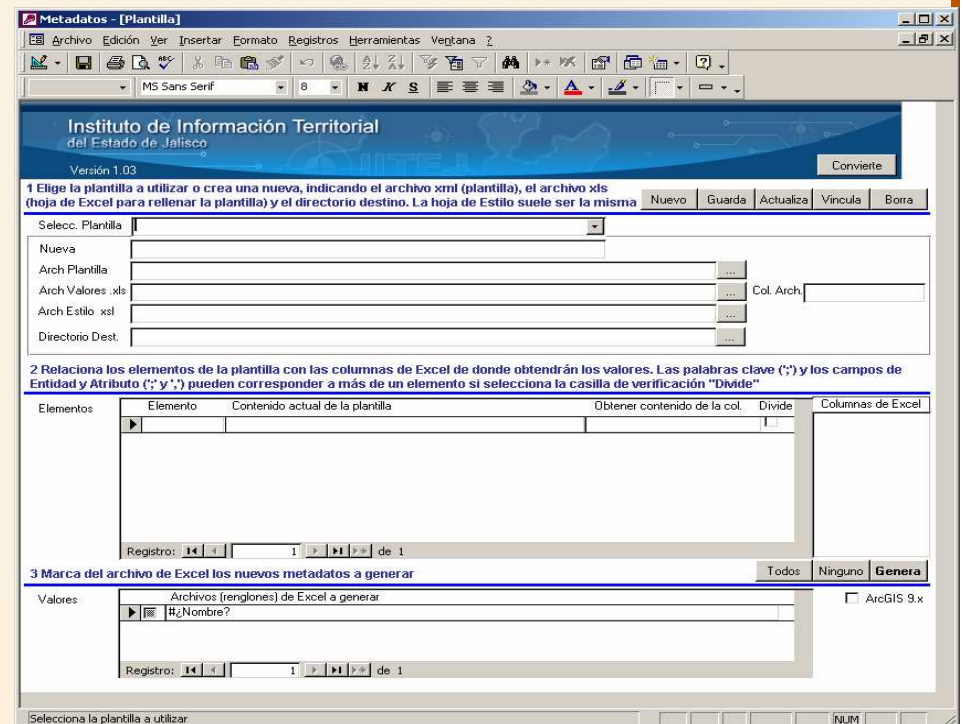 Metadatos - [Plantilla]
Archivo Edición Ver Insertar Formato Registros Herramientas Ventana ?
MS Sans Serif 8 N K S
Instituto de Información Territorial
del Estado de Jalisco
Versión 1.03
Convierte
1 Elige la plantilla a utilizar o crea una nueva, indicando el archivo xml (plantilla), el archivo xls
(hoja de Excel para rellenar la plantilla) y el directorio destino. La hoja de Estilo suele ser la misma
Nuevo Guarda Actualiza Vincula Borra
Selecc. Plantilla
Nueva
Arch Plantilla ...
Arch Valores .xls ... Col. Arch.
Arch Estilo xsl ...
Directorio Dest. ...
2 Relaciona los elementos de la plantilla con las columnas de Excel de donde obtendrán los valores. Las palabras clave (';') y los campos de
Entidad y Atributo (';' y ',') pueden corresponder a más de un elemento si selecciona la casilla de verificación "Divide"
Elementos Elemento Contenido actual de la plantilla Obtener contenido de la col. Divide Columnas de Excel
Registro: 1 de 1
3 Marca del archivo de Excel los nuevos metadatos a generar
Todos Ninguno Genera
Valores Archivos (renglones) de Excel a generar ArcGIS 9.x
#¿Nombre?
Registro: 1 de 1
Selecciona la plantilla a utilizar NUM